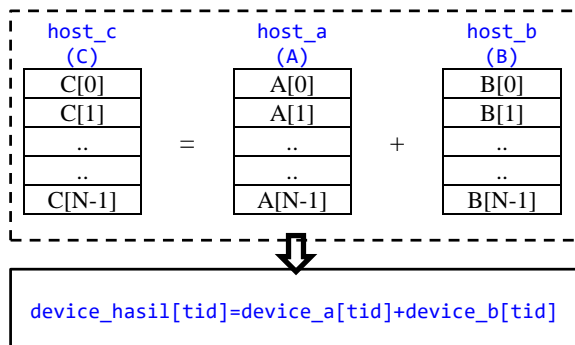 host_c host_a host_b
(C) (A) (B)
C[0] A[0] B[0]
C[1] A[1] B[1]
.. = .. + ..
.. .. ..
C[N-1] A[N-1] B[N-1]
device_hasil[tid]=device_a[tid]+device_b[tid]